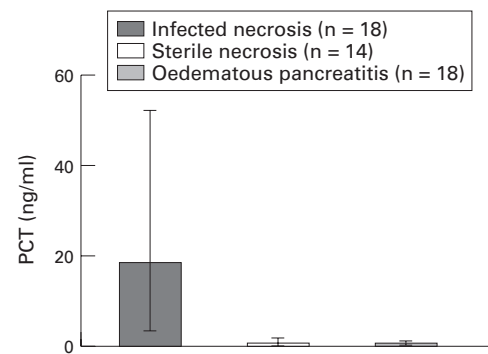 Infected necrosis (n = 18)
Sterile necrosis (n = 14)
Oedematous pancreatitis (n = 18)
60
40
20
0
PCT (ng/ml)